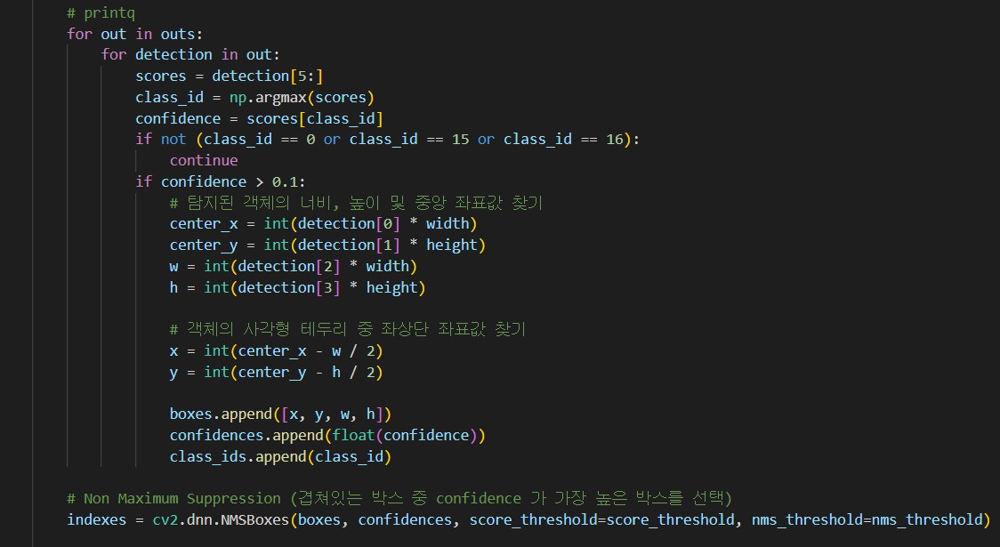 # printq
for out in outs:
for detection in out:
scores = detection[5:]
class_id = np.argmax(scores)
confidence = scores[class_id]
if not (class_id == 0 or class_id == 15 or class_id == 16):
continue
if confidence > 0.1:
# 탐지된 객체의 너비, 높이 및 중앙 좌표값 찾기
center_x = int(detection[0] * width)
center_y = int(detection[1] * height)
w = int(detection[2] * width)
h = int(detection[3] * height)
# 객체의 사각형 테두리 중 좌상단 좌표값 찾기
x = int(center_x - w / 2)
y = int(center_y - h / 2)
boxes.append([x, y, w, h])
confidences.append(float(confidence))
class_ids.append(class_id)
# Non Maximum Suppression (겹쳐있는 박스 중 confidence 가 가장 높은 박스를 선택)
indexes = cv2.dnn.NMSBoxes(boxes, confidences, score_threshold=score_threshold, nms_threshold=nms_threshold)